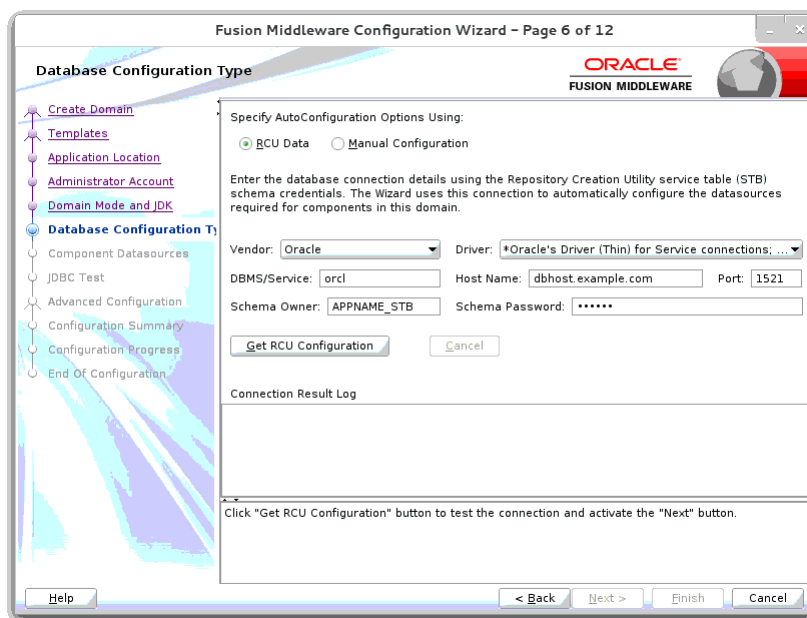 Fusion Middleware Configuration Wizard – Page 6 of 12
Database Configuration Type
ORACLE
FUSION MIDDLEWARE
Create Domain
Templates
Application Location
Administrator Account
Domain Mode and JDK
Database Configuration Ty
Component Datasources
JDBC Test
Advanced Configuration
Configuration Summary
Configuration Progress
End Of Configuration
Specify AutoConfiguration Options Using:
RCU Data Manual Configuration
Enter the database connection details using the Repository Creation Utility service table (STB)
schema credentials. The Wizard uses this connection to automatically configure the datasources
required for components in this domain.
Vendor: Oracle Driver: *Oracle's Driver (Thin) for Service connections; ...
DBMS/Service: orcl Host Name: dbhost.example.com Port: 1521
Schema Owner: APPNAME_STB Schema Password: ••••••
Get RCU Configuration Cancel
Connection Result Log
Click "Get RCU Configuration" button to test the connection and activate the "Next" button.
Help < Back Next > Finish Cancel